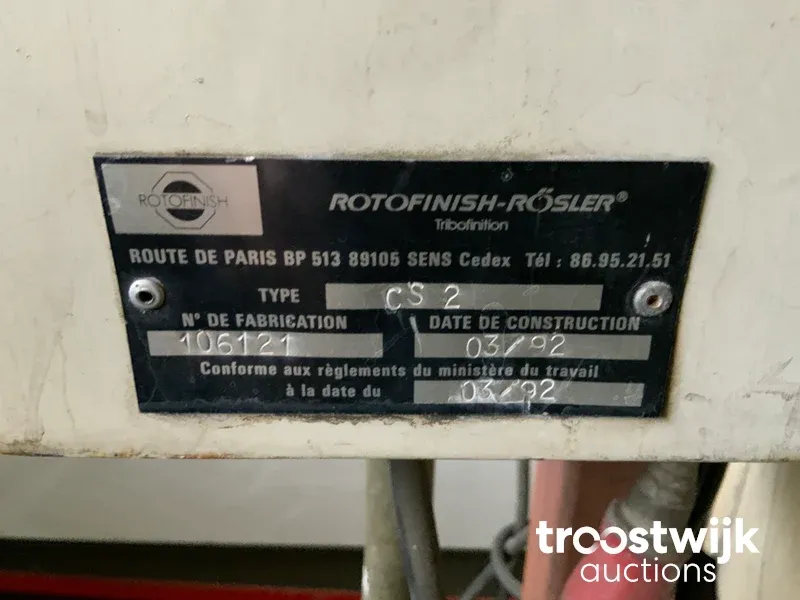 ROTOFINISH
ROTOFINISH-RÖSLER®
Tribofinition
ROUTE DE PARIS BP 513 89105 SENS Cedex Tél : 86.95.21.51
TYPE CS 2
N° DE FABRICATION DATE DE CONSTRUCTION
106121 03/92
Conforme aux règlements du ministère du travail
à la date du 03/92
troostwijk
auctions